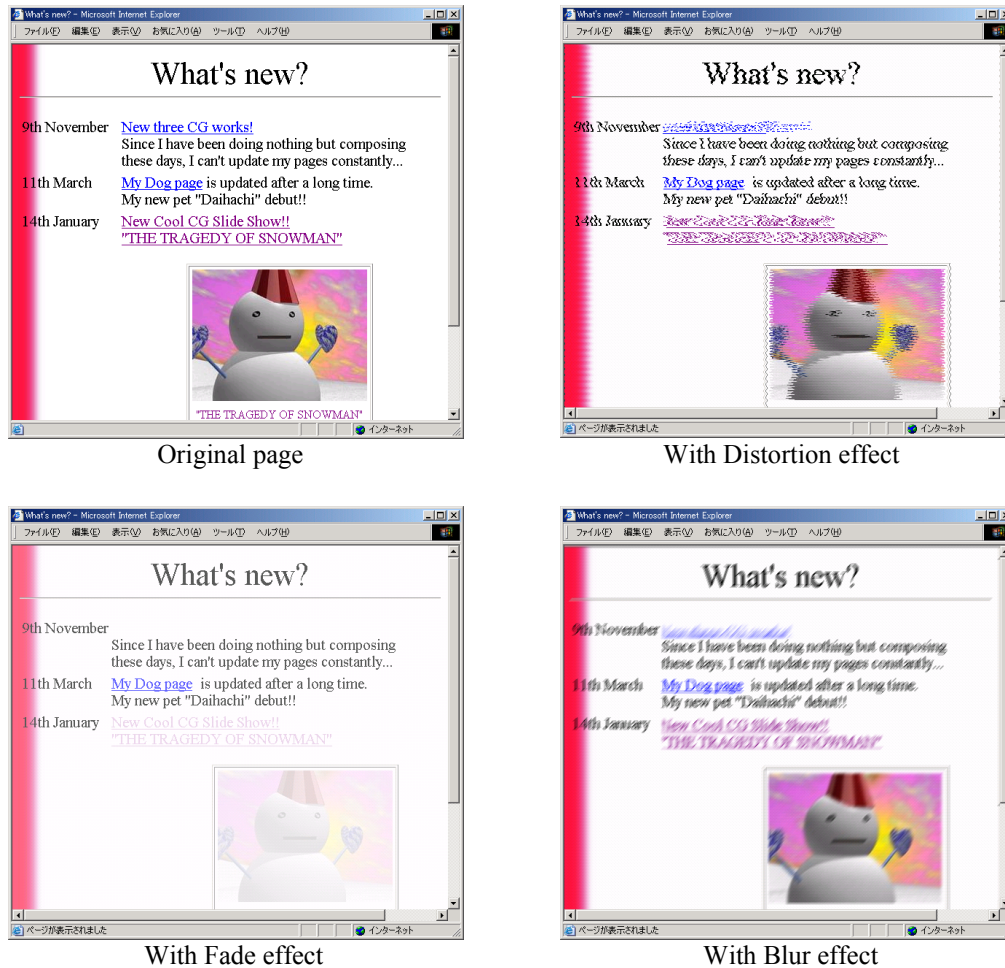 What's new? - Microsoft Internet Explorer
ファイル(F) 編集(E) 表示(V) お気に入り(A) ツール(T) ヘルプ(H)
What's new?
9th November New three CG works!
Since I have been doing nothing but composing
these days, I can't update my pages constantly...
11th March My Dog page is updated after a long time.
My new pet "Daihachi" debut!!
14th January New Cool CG Slide Show!!
"THE TRAGEDY OF SNOWMAN"
"THE TRAGEDY OF SNOWMAN"
インターネット
Original page
What's new? - Microsoft Internet Explorer
ファイル(F) 編集(E) 表示(V) お気に入り(A) ツール(T) ヘルプ(H)
What's new?
9th November
Since I have been doing nothing but composing
these days, I can't update my pages constantly...
11th March My Dog page is updated after a long time.
My new pet "Daihachi" debut!!
14th January
ページが表示されました インターネット
With Distortion effect
What's new? - Microsoft Internet Explorer
ファイル(F) 編集(E) 表示(V) お気に入り(A) ツール(T) ヘルプ(H)
What's new?
9th November
Since I have been doing nothing but composing
these days, I can't update my pages constantly...
11th March My Dog page is updated after a long time.
My new pet "Daihachi" debut!!
14th January New Cool CG Slide Show!!
"THE TRAGEDY OF SNOWMAN"
ページが表示されました インターネット
With Fade effect
What's new? - Microsoft Internet Explorer
ファイル(F) 編集(E) 表示(V) お気に入り(A) ツール(T) ヘルプ(H)
What's new?
9th November
Since I have been doing nothing but composing
these days, I can't update my pages constantly...
11th March My Dog page is updated after a long time.
My new pet "Daihachi" debut!!
14th January New Cool CG Slide Show!!
"THE TRAGEDY OF SNOWMAN"
ページが表示されました インターネット
With Blur effect